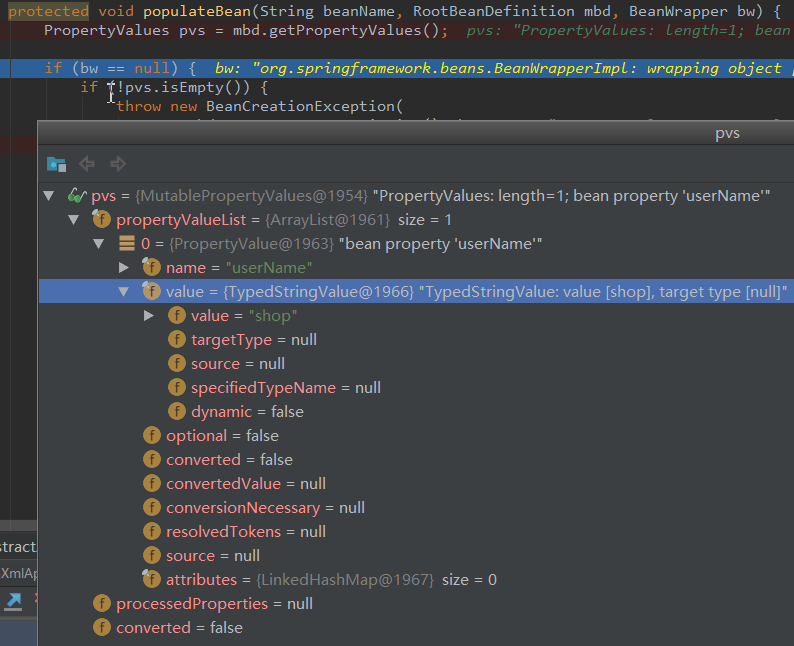 protected void populateBean(String beanName, RootBeanDefinition mbd, BeanWrapper bw) {
PropertyValues pvs = mbd.getPropertyValues(); pvs: "PropertyValues: length=1; bean
if (bw == null) { bw: "org.springframework.beans.BeanWrapperImpl: wrapping object
if (!pvs.isEmpty()) {
throw new BeanCreationException(
pvs
pvs = {MutablePropertyValues@1954} "PropertyValues: length=1; bean property 'userName'"
propertyValueList = {ArrayList@1961} size = 1
0 = {PropertyValue@1963} "bean property 'userName'"
name = "userName"
value = {TypedStringValue@1966} "TypedStringValue: value [shop], target type [null]"
value = "shop"
targetType = null
source = null
specifiedTypeName = null
dynamic = false
optional = false
converted = false
convertedValue = null
conversionNecessary = null
resolvedTokens = null
source = null
stract
attributes = {LinkedHashMap@1967} size = 0
XmlAp
processedProperties = null
converted = false